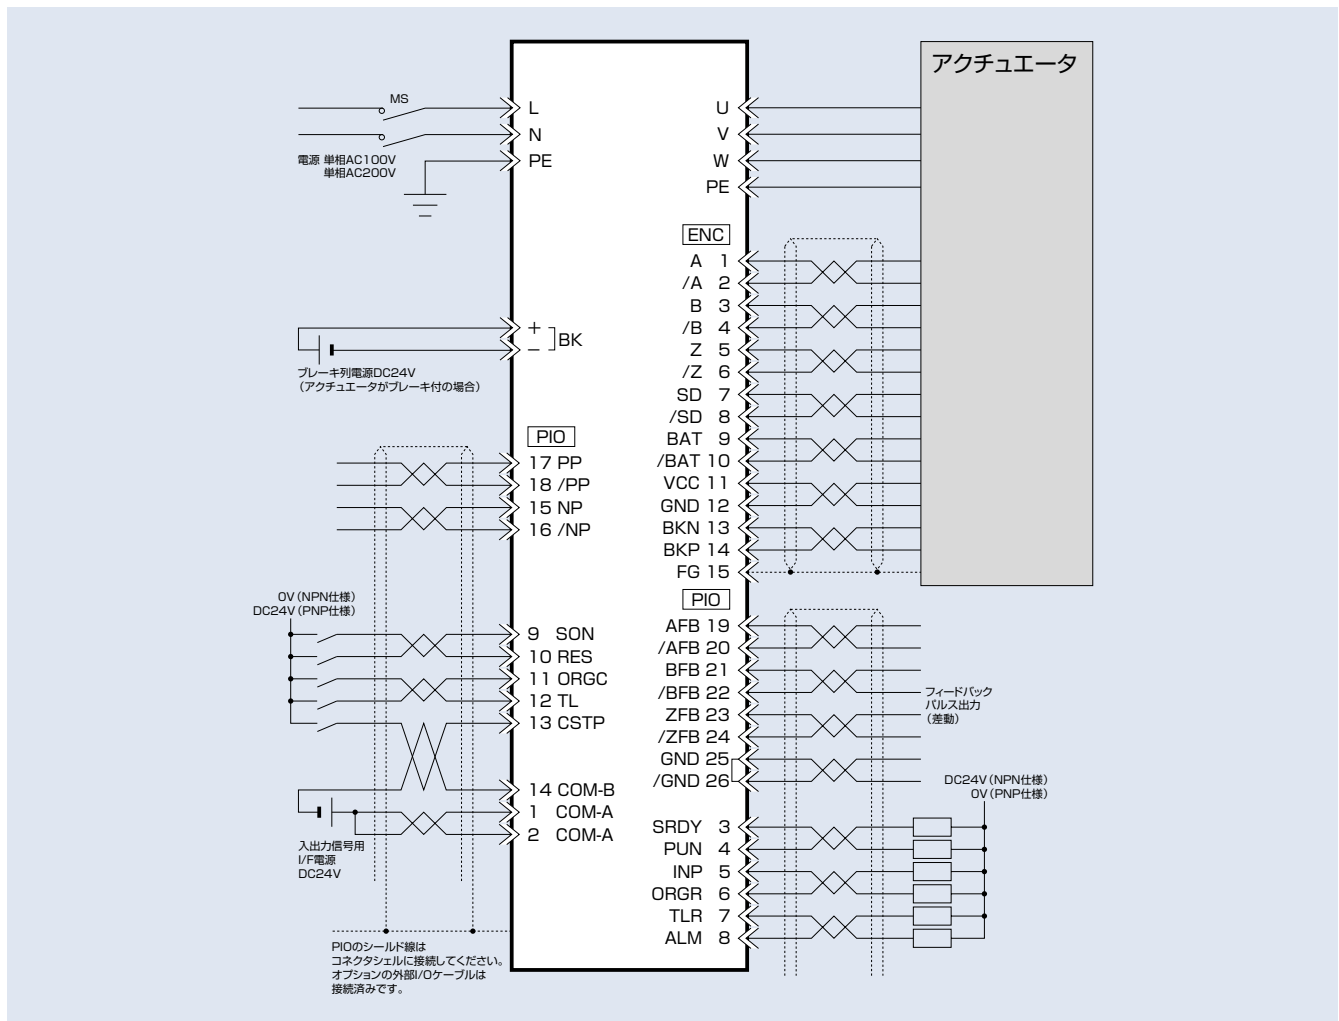 アクチュエータ
MS
L
N
PE
電源 単相AC100V
単相AC200V
U
V
W
PE
ENC
A 1
/A 2
B 3
/B 4
Z 5
/Z 6
SD 7
/SD 8
BAT 9
/BAT 10
VCC 11
GND 12
BKN 13
BKP 14
FG 15
+
−
BK
ブレーキ列電源DC24V
（アクチュエータがブレーキ付の場合）
PIO
17 PP
18 /PP
15 NP
16 /NP
0V（NPN仕様）
DC24V（PNP仕様）
9 SON
10 RES
11 ORGC
12 TL
13 CSTP
14 COM-B
1 COM-A
2 COM-A
入出力信号用
I/F電源
DC24V
PIOのシールド線は
コネクタシェルに接続してください。
オプションの外部I/Oケーブルは
接続済みです。
PIO
AFB 19
/AFB 20
BFB 21
/BFB 22
ZFB 23
/ZFB 24
GND 25
/GND 26
フィードバック
パルス出力
（差動）
DC24V（NPN仕様）
0V（PNP仕様）
SRDY 3
PUN 4
INP 5
ORGR 6
TLR 7
ALM 8